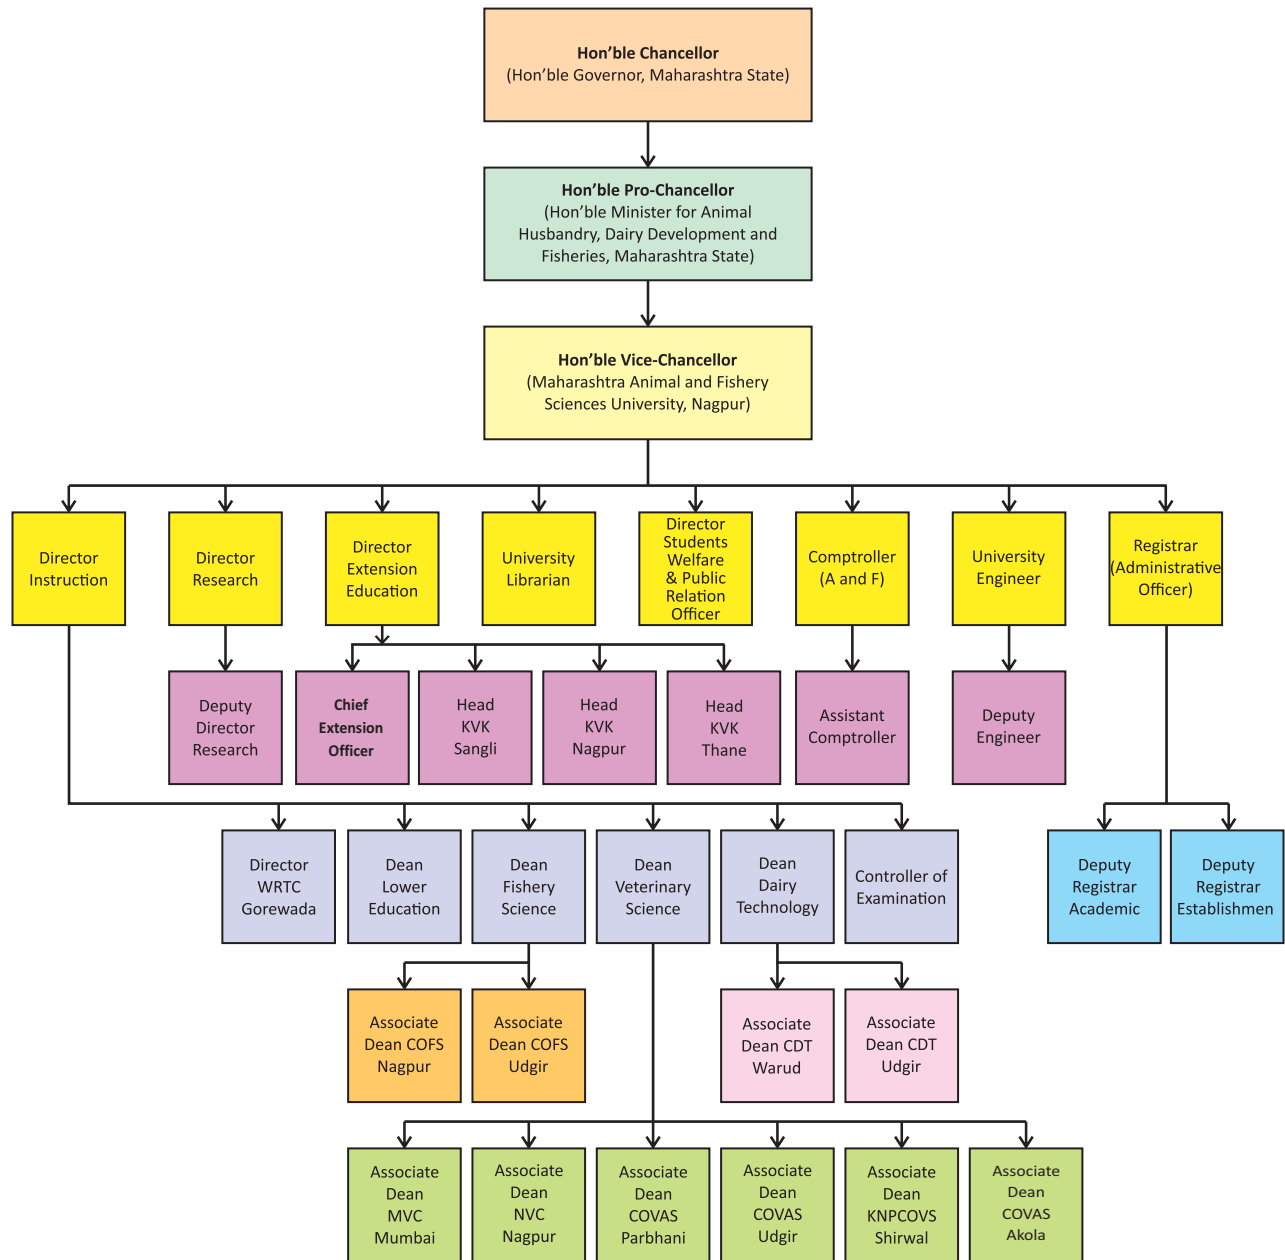 Hon’ble Chancellor
(Hon’ble Governor, Maharashtra State)
Hon’ble Pro-Chancellor
(Hon’ble Minister for Animal
Husbandry, Dairy Development and
Fisheries, Maharashtra State)
Hon’ble Vice-Chancellor
(Maharashtra Animal and Fishery
Sciences University, Nagpur)
Director
Instruction
Director
Research
Director
Extension
Education
University
Librarian
Director
Students
Welfare
& Public
Relation
Officer
Comptroller
(A and F)
University
Engineer
Registrar
(Administrative
Officer)
Deputy
Director
Research
Chief
Extension
Officer
Head
KVK
Sangli
Head
KVK
Nagpur
Head
KVK
Thane
Assistant
Comptroller
Deputy
Engineer
Director
WRTC
Gorewada
Dean
Lower
Education
Dean
Fishery
Science
Dean
Veterinary
Science
Dean
Dairy
Technology
Controller of
Examination
Deputy
Registrar
Academic
Deputy
Registrar
Establishmen
Associate
Dean COFS
Nagpur
Associate
Dean COFS
Udgir
Associate
Dean CDT
Warud
Associate
Dean CDT
Udgir
Associate
Dean
MVC
Mumbai
Associate
Dean
NVC
Nagpur
Associate
Dean
COVAS
Parbhani
Associate
Dean
COVAS
Udgir
Associate
Dean
KNPCOVS
Shirwal
Associate
Dean
COVAS
Akola